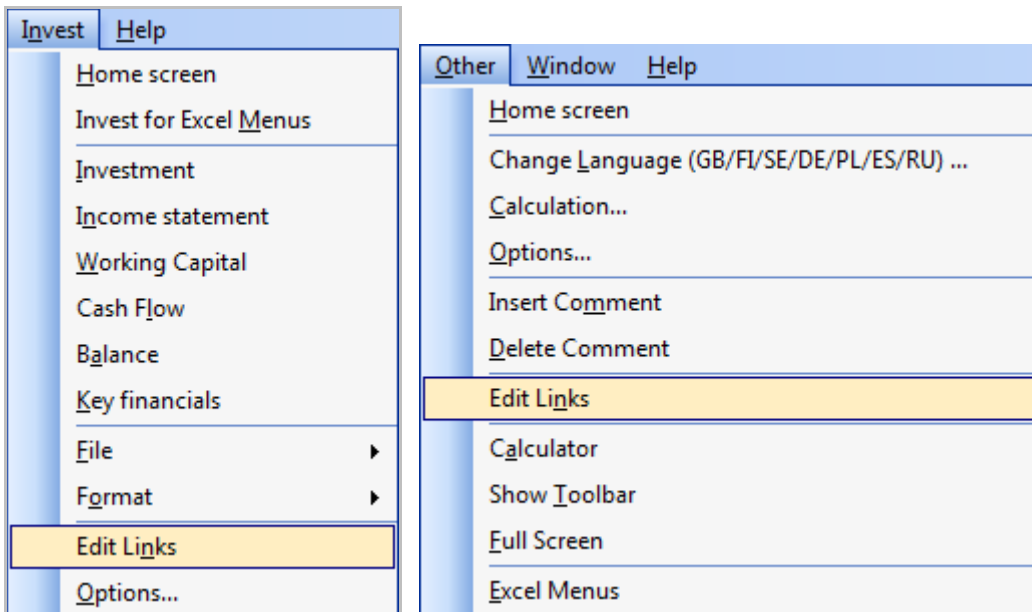 Invest Help
Home screen
Invest for Excel Menus
Investment
Income statement
Working Capital
Cash Flow
Balance
Key financials
File
Format
Edit Links
Options...
Other Window Help
Home screen
Change Language (GB/FI/SE/DE/PL/ES/RU) ...
Calculation...
Options...
Insert Comment
Delete Comment
Edit Links
Calculator
Show Toolbar
Full Screen
Excel Menus